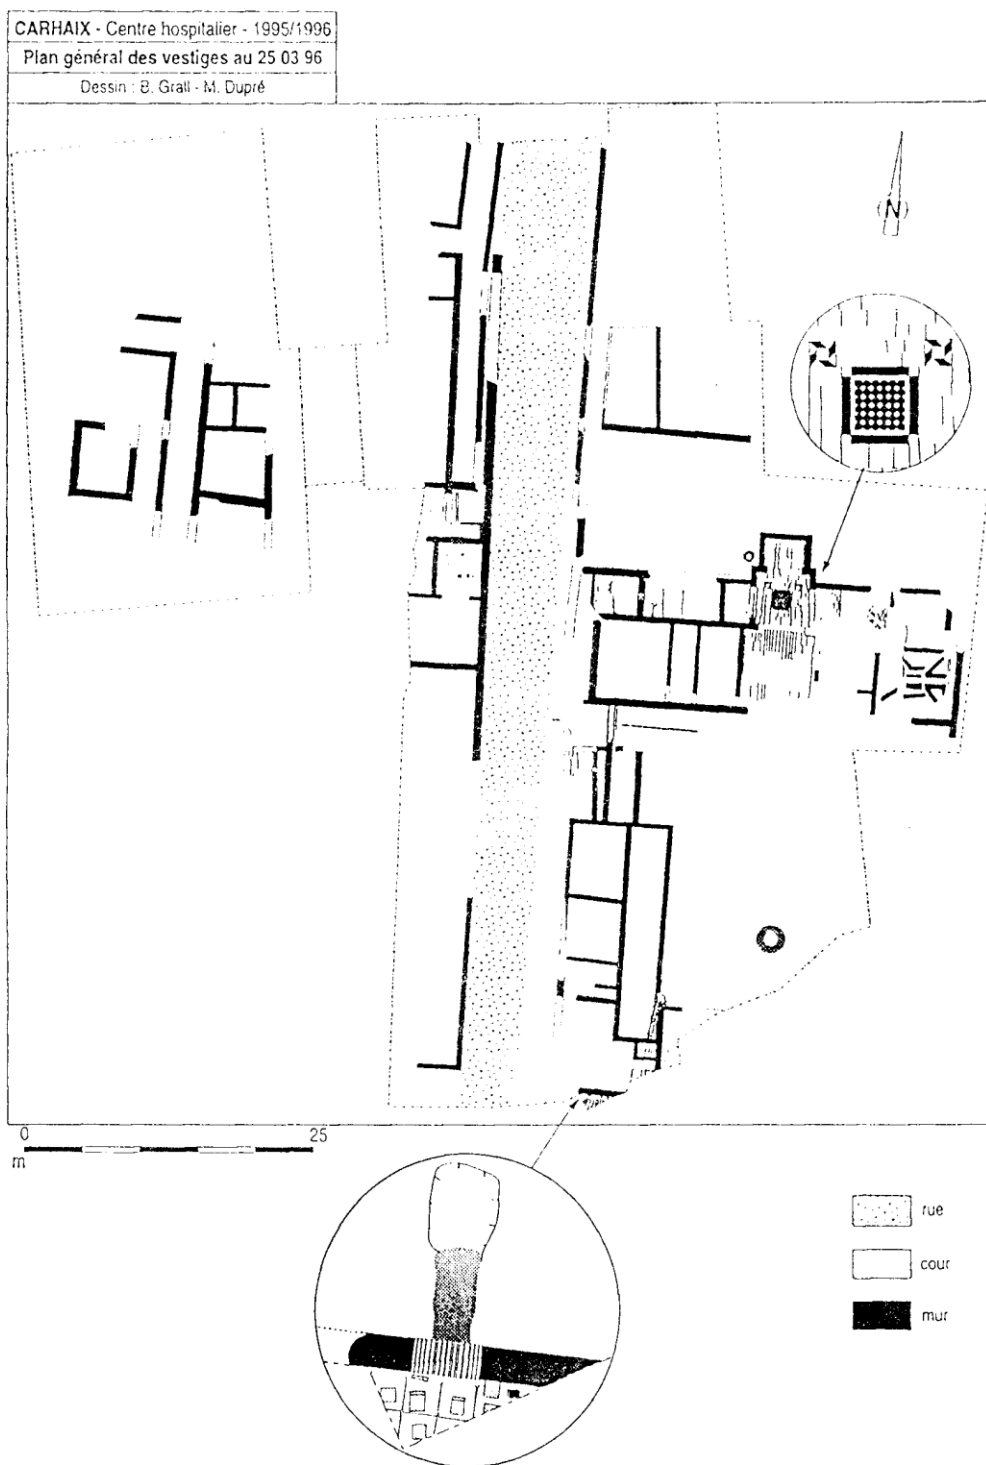 CARHAIX - Centre hospitalier - 1995/1996
Plan général des vestiges au 25 03 96
Dessin : B. Grall - M. Dupré
N
0 25
m
rue
cour
mur